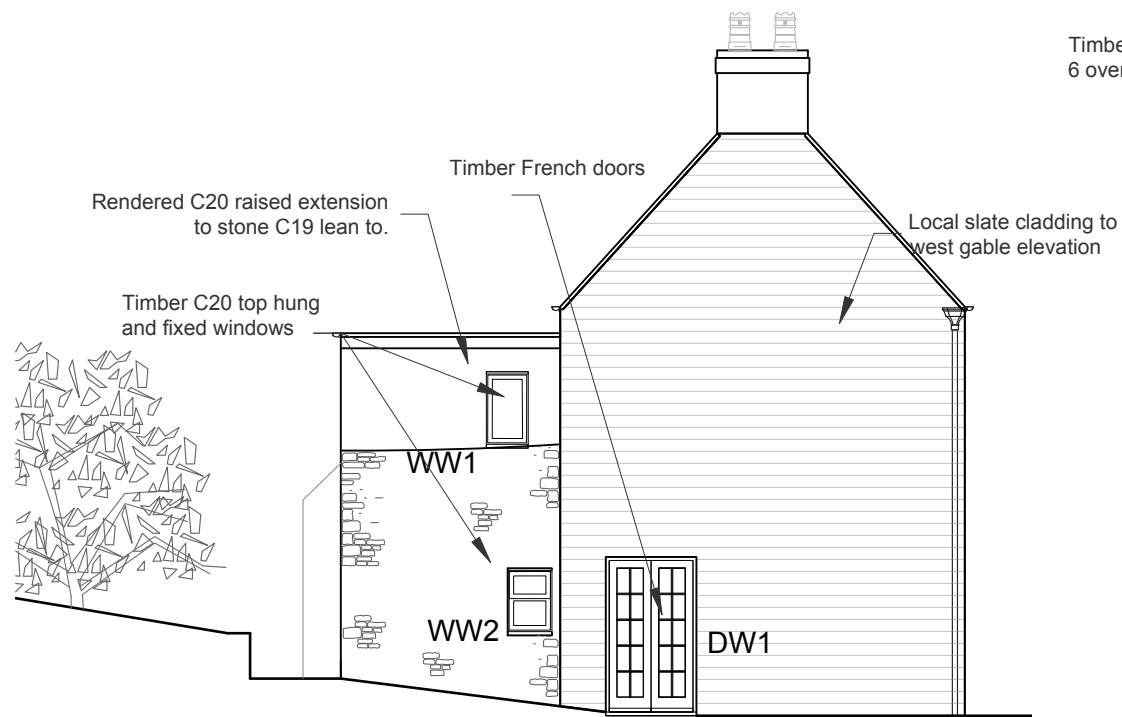 Timbe
6 over
Timber French doors
Rendered C20 raised extension
to stone C19 lean to.
Local slate cladding to
west gable elevation
Timber C20 top hung
and fixed windows
WW1
WW2
DW1